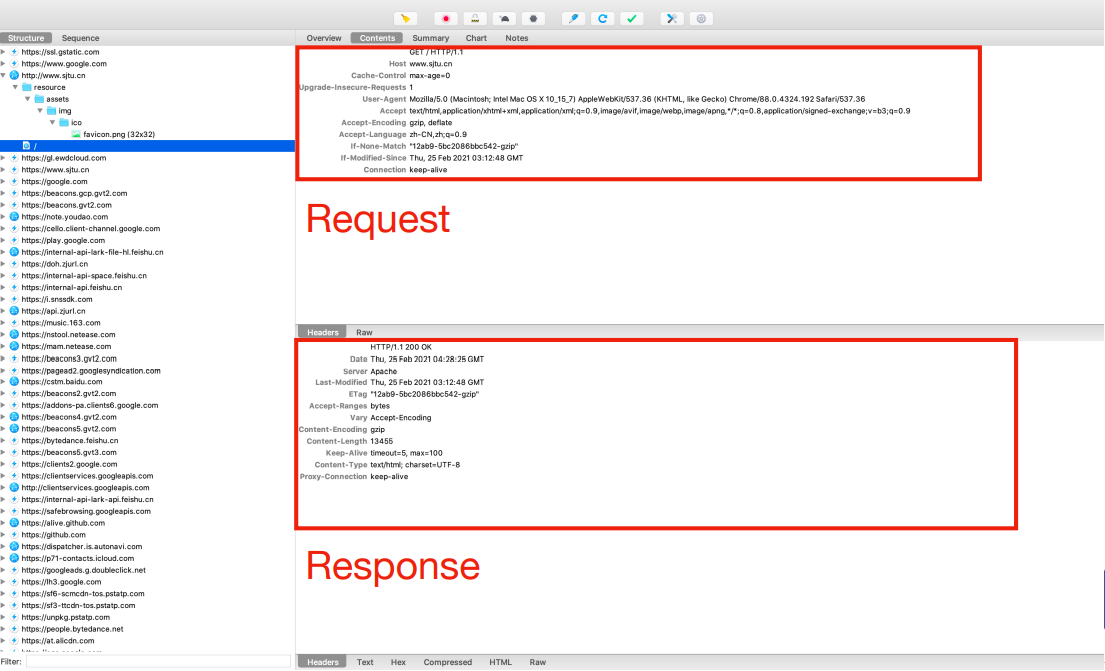 Structure Sequence
https://ssl.gstatic.com
https://www.google.com
http://www.sjtu.cn
resource
assets
img
ico
favicon.png (32x32)
/
https://gl.ewdcloud.com
https://www.sjtu.cn
https://google.com
https://beacons.gcp.gvt2.com
https://beacons.gvt2.com
https://note.youdao.com
https://cello.client-channel.google.com
https://play.google.com
https://internal-api-lark-file-hl.feishu.cn
https://doh.zjurl.cn
https://internal-api-space.feishu.cn
https://internal-api.feishu.cn
https://i.snssdk.com
https://api.zjurl.cn
https://music.163.com
https://nstool.netease.com
https://mam.netease.com
https://beacons3.gvt2.com
https://pagead2.googlesyndication.com
https://cstm.baidu.com
https://beacons2.gvt2.com
https://addons-pa.clients6.google.com
https://beacons4.gvt2.com
https://beacons5.gvt2.com
https://bytedance.feishu.cn
https://beacons5.gvt3.com
https://clients2.google.com
https://clientservices.googleapis.com
http://clientservices.googleapis.com
https://internal-api-lark-api.feishu.cn
https://safebrowsing.googleapis.com
https://alive.github.com
https://github.com
https://dispatcher.is.autonavi.com
https://p71-contacts.icloud.com
https://googleads.g.doubleclick.net
https://lh3.google.com
https://sf6-scmcdn-tos.pstatp.com
https://sf3-ttcdn-tos.pstatp.com
https://unpkg.pstatp.com
https://people.bytedance.net
https://at.alicdn.com
Filter:
Overview Contents Summary Chart Notes
GET / HTTP/1.1
Host www.sjtu.cn
Cache-Control max-age=0
Upgrade-Insecure-Requests 1
User-Agent Mozilla/5.0 (Macintosh; Intel Mac OS X 10_15_7) AppleWebKit/537.36 (KHTML, like Gecko) Chrome/88.0.4324.192 Safari/537.36
Accept text/html,application/xhtml+xml,application/xml;q=0.9,image/avif,image/webp,image/apng,*/*;q=0.8,application/signed-exchange;v=b3;q=0.9
Accept-Encoding gzip, deflate
Accept-Language zh-CN,zh;q=0.9
If-None-Match "12ab9-5bc2086bbc542-gzip"
If-Modified-Since Thu, 25 Feb 2021 03:12:48 GMT
Connection keep-alive
Request
Headers Raw
HTTP/1.1 200 OK
Date Thu, 25 Feb 2021 04:28:25 GMT
Server Apache
Last-Modified Thu, 25 Feb 2021 03:12:48 GMT
ETag "12ab9-5bc2086bbc542-gzip"
Accept-Ranges bytes
Vary Accept-Encoding
Content-Encoding gzip
Content-Length 13455
Keep-Alive timeout=5, max=100
Content-Type text/html; charset=UTF-8
Proxy-Connection keep-alive
Response
Headers Text Hex Compressed HTML Raw